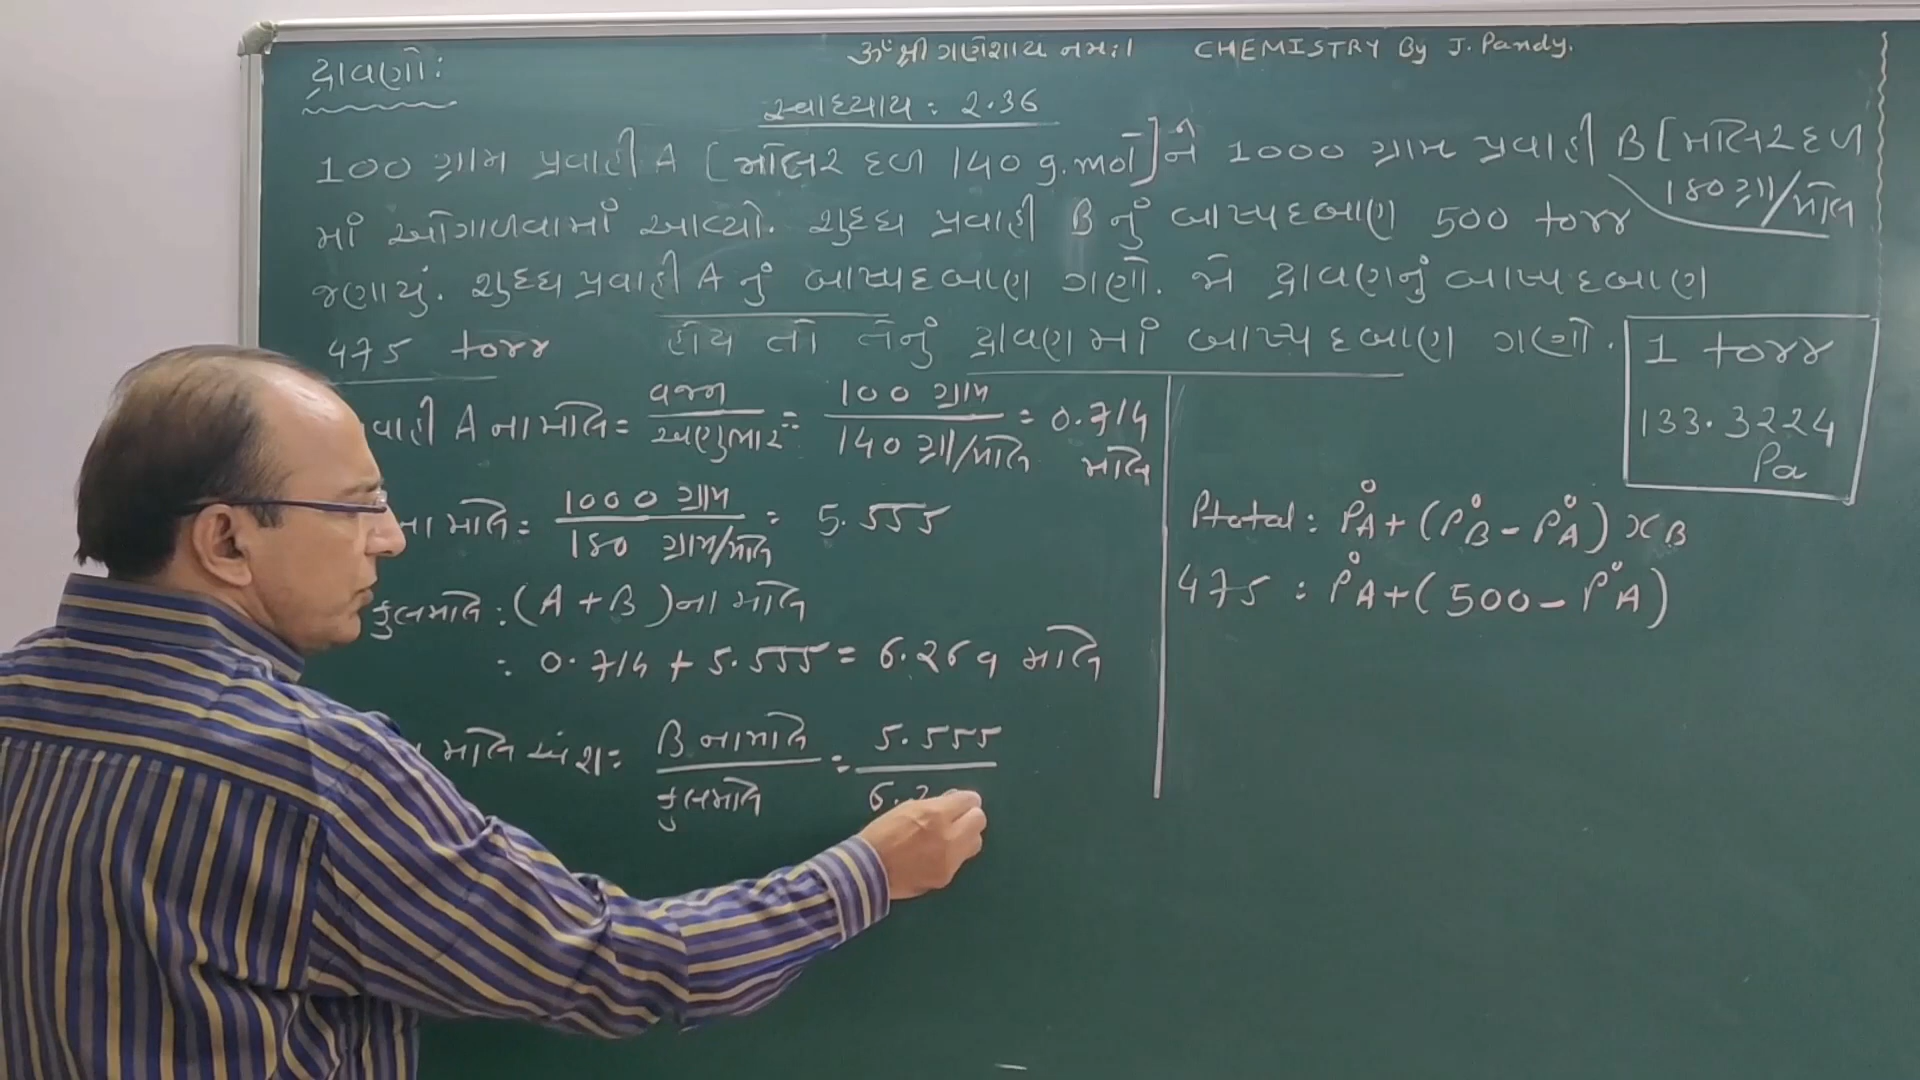 ૐ શ્રી ગણેશાય નમઃ। CHEMISTRY By J. Pandy.
દ્રાવણો:
સ્વાધ્યાય: 2.36
100 ગ્રામ પ્રવાહી A [મોલર દળ 140 g.mol]ને 1000 ગ્રામ પ્રવાહી B [મોલર દળ
180 ગ્રા/મોલ
માં ઓગાળવામાં આવ્યો. શુદ્ધ પ્રવાહી B નું બાષ્પદબાણ 500 torr
જણાયું. શુદ્ધ પ્રવાહી A નું બાષ્પદબાણ ગણો. જો દ્રાવણનું બાષ્પદબાણ
475 torr હોય તો તેનું દ્રાવણમાં બાષ્પદબાણ ગણો.
1 torr
133.3224
Pa
વાહી A ના મોલ = વજન / અણુભાર = 100 ગ્રામ / 140 ગ્રા/મોલ = 0.714 મોલ
ના મોલ = 1000 ગ્રામ / 180 ગ્રામ/મોલ = 5.555
કુલમોલ : (A + B) ના મોલ
: 0.714 + 5.555 = 6.269 મોલ
મોલ અંશ = B ના મોલ / કુલમોલ = 5.555 / 6.2
Ptotal : P°A + (P°B - P°A) xB
475 : P°A + (500 - P°A)